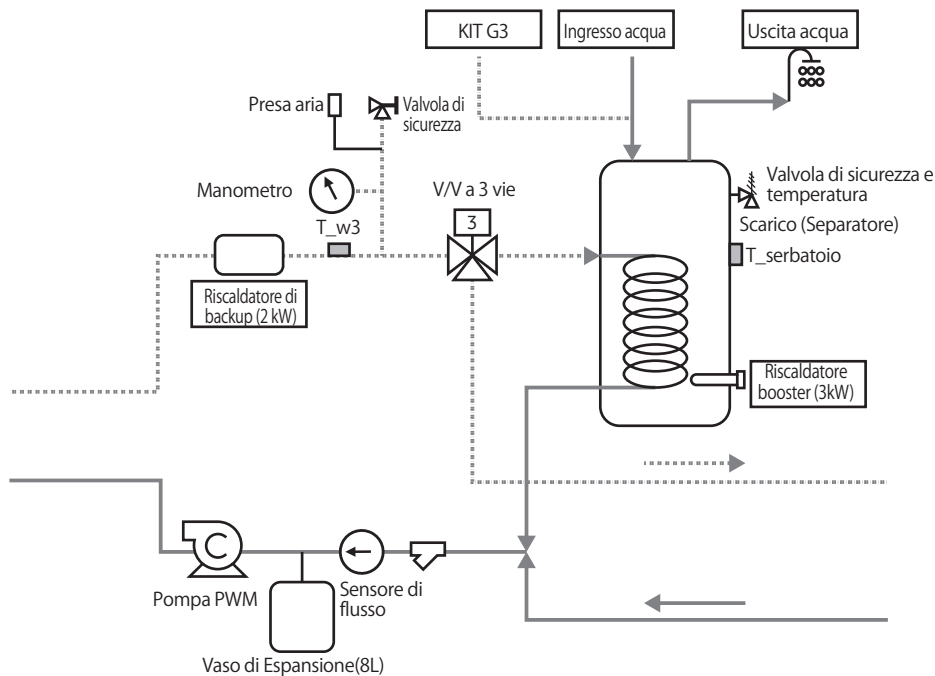 KIT G3
Ingresso acqua
Uscita acqua
Presa aria
Valvola di
sicurezza
Manometro
V/V a 3 vie
Valvola di sicurezza e
temperatura
T_w3
3
Scarico (Separatore)
T_serbatoio
Riscaldatore di
backup (2 kW)
Riscaldatore
booster (3kW)
C
Pompa PWM
Sensore di
flusso
Vaso di Espansione(8L)